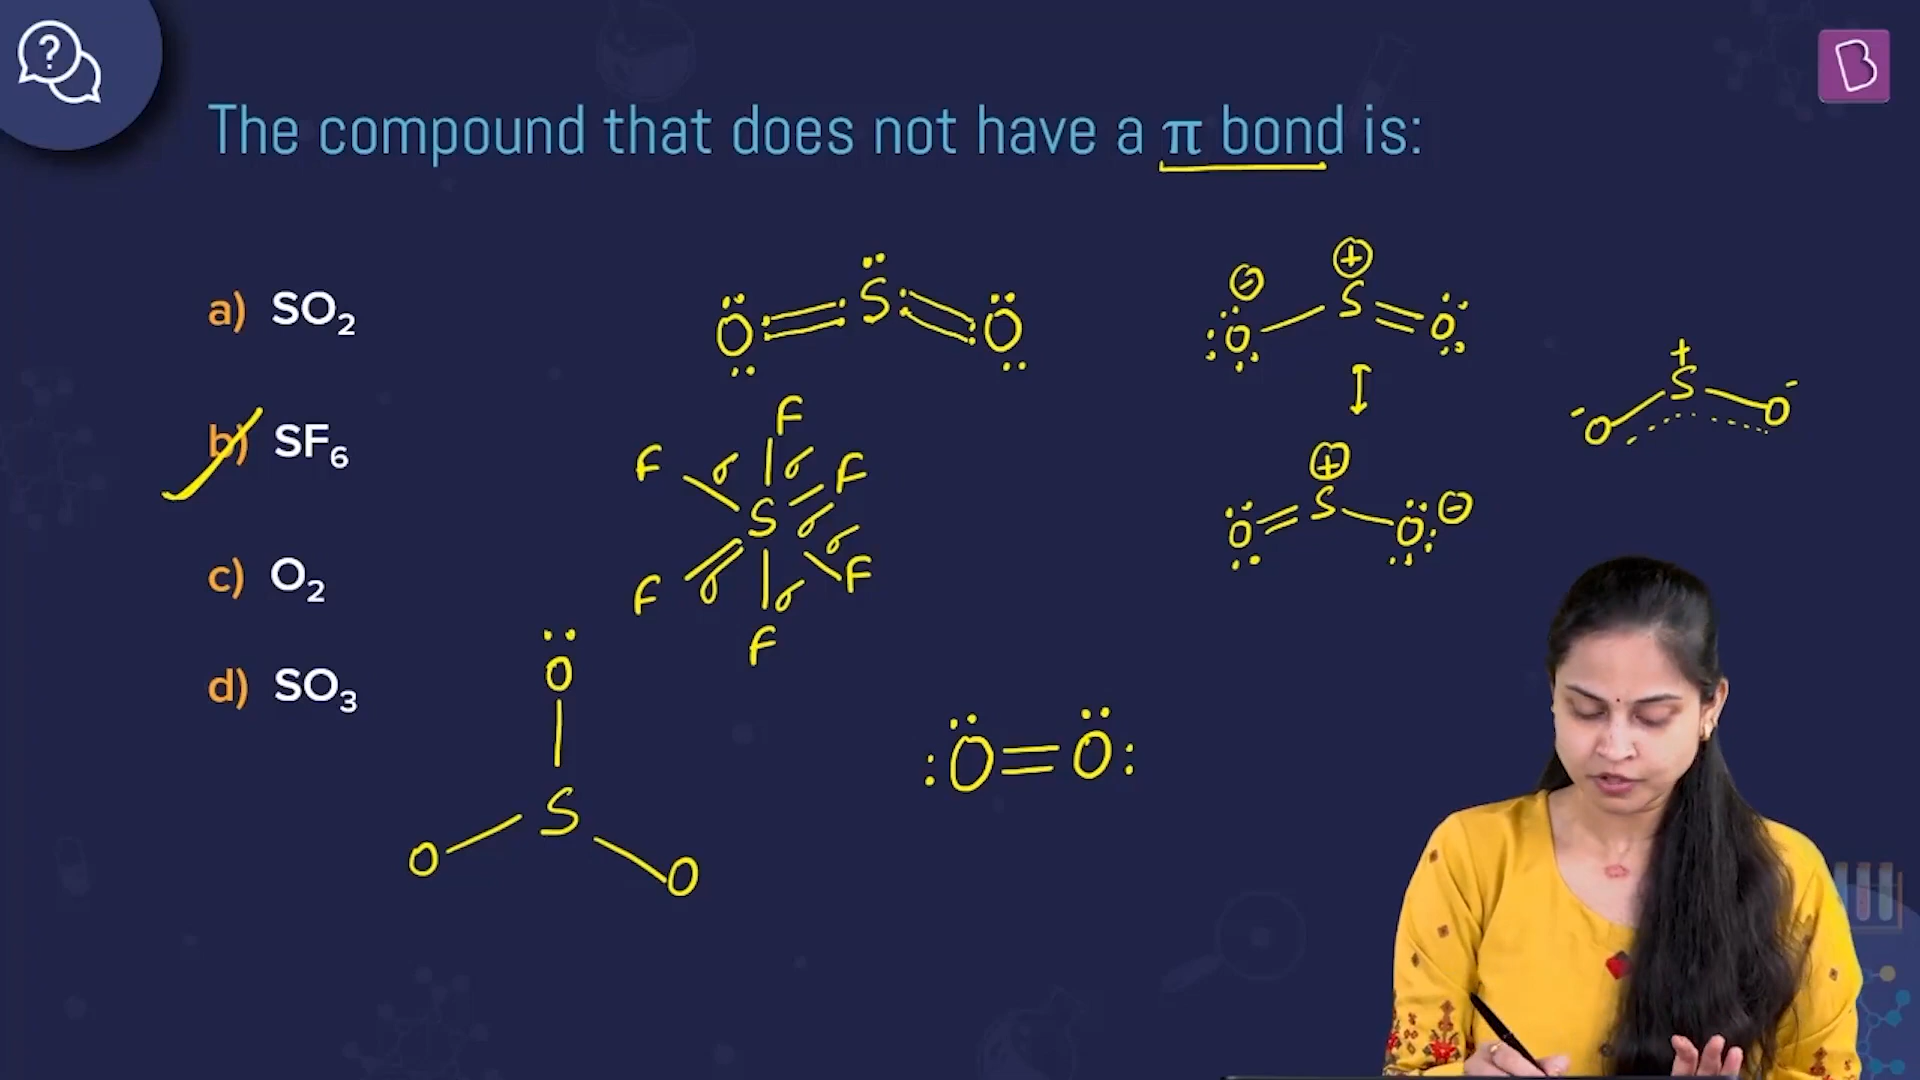 The compound that does not have a π bond is:
a) SO₂
b) SF₆
c) O₂
d) SO₃
Ö=S̈=Ö
⊖ ⊕
O–S=O
↕
⊕
O=S–O ⊖
+
⁻O S O⁻
F
F σ σ F
S σ
σ
F σ σ F
F
O
S
O O
:Ö=Ö:
B
?